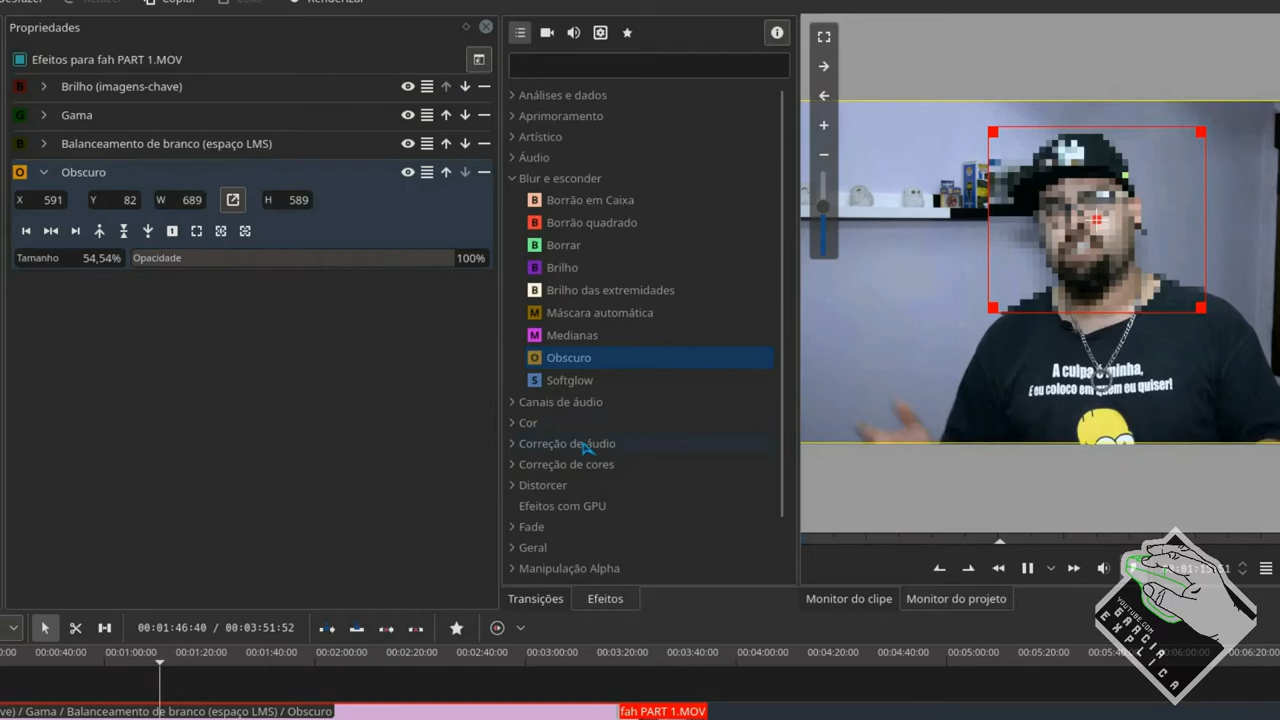 Copiar
Renderizar
Propriedades
Efeitos para fah PART 1.MOV
B Brilho (imagens-chave)
G Gama
B Balanceamento de branco (espaço LMS)
O Obscuro
X 591 Y 82 W 689 H 589
1
Tamanho 54,54% Opacidade 100%
Análises e dados
Aprimoramento
Artístico
Áudio
Blur e esconder
B Borrão em Caixa
B Borrão quadrado
B Borrar
B Brilho
B Brilho das extremidades
M Máscara automática
M Medianas
O Obscuro
S Softglow
Canais de áudio
Cor
Correção de áudio
Correção de cores
Distorcer
Efeitos com GPU
Fade
Geral
Manipulação Alpha
Transições Efeitos
A culpa é minha,
E eu coloco em quem eu quiser!
Monitor do clipe Monitor do projeto
YOUTUBE.COM
GARCIA
EXPLICA
00:01:46:40 / 00:03:51:52
00:00:40:00 00:01:00:00 00:01:20:00 00:01:40:00 00:02:00:00 00:02:20:00 00:02:40:00 00:03:00:00 00:03:20:00 00:03:40:00 00:04:00:00 00:04:20:00 00:04:40:00 00:05:00:00 00:05:20:00
ve) / Gama / Balanceamento de branco (espaço LMS) / Obscuro
fah PART 1.MOV